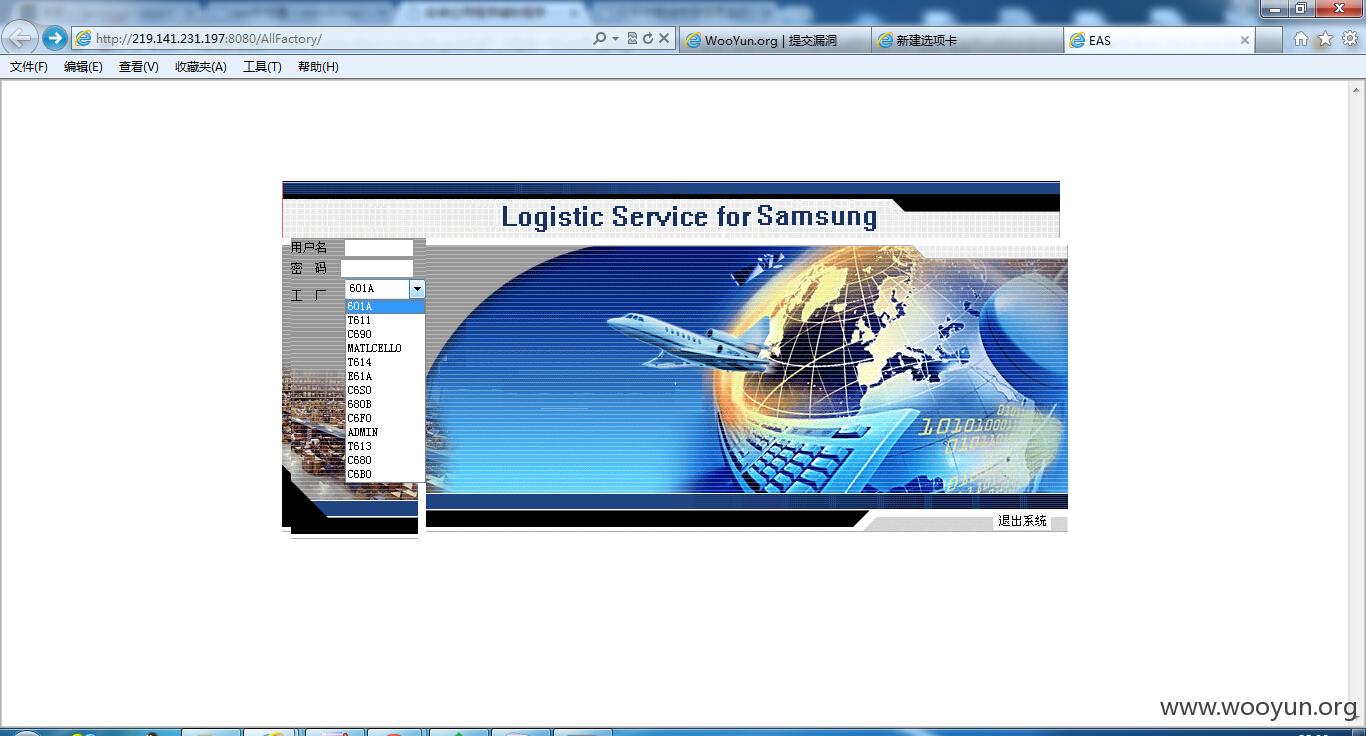 http://219.141.231.197:8080/AllFactory/
WooYun.org | 提交漏洞
新建选项卡
EAS
文件(F) 编辑(E) 查看(V) 收藏夹(A) 工具(T) 帮助(H)
Logistic Service for Samsung
用户名
密 码
工 厂
601A
601A
T611
C690
MATLCELLO
T614
E61A
C6S0
680B
C6F0
ADMIN
T613
C680
C6B0
退出系统
www.wooyun.org